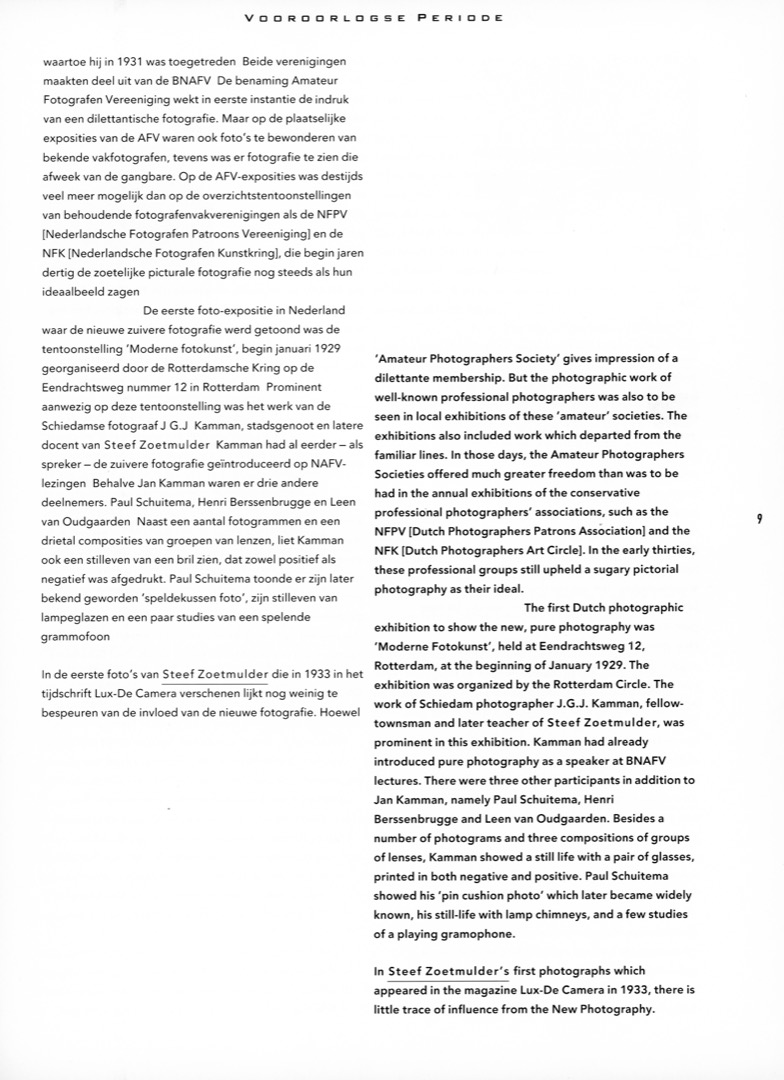 VOOROORLOGSE PERIODE
waartoe hij in 1931 was toegetreden Beide verenigingen
maakten deel uit van de BNAFV De benaming Amateur
Fotografen Vereeniging wekt in eerste instantie de indruk
van een dilettantische fotografie. Maar op de plaatselijke
exposities van de AFV waren ook foto's te bewonderen van
bekende vakfotografen, tevens was er fotografie te zien die
afweek van de gangbare. Op de AFV-exposities was destijds
veel meer mogelijk dan op de overzichtstentoonstellingen
van behoudende fotografenvakverenigingen als de NFPV
[Nederlandsche Fotografen Patroons Vereeniging] en de
NFK [Nederlandsche Fotografen Kunstkring], die begin jaren
dertig de zoetelijke picturale fotografie nog steeds als hun
ideaalbeeld zagen
De eerste foto-expositie in Nederland
waar de nieuwe zuivere fotografie werd getoond was de
tentoonstelling 'Moderne fotokunst', begin januari 1929
georganiseerd door de Rotterdamsche Kring op de
Eendrachtsweg nummer 12 in Rotterdam Prominent
aanwezig op deze tentoonstelling was het werk van de
Schiedamse fotograaf J G.J Kamman, stadsgenoot en latere
docent van Steef Zoetmulder Kamman had al eerder – als
spreker – de zuivere fotografie geïntroduceerd op NAFV-
lezingen Behalve Jan Kamman waren er drie andere
deelnemers. Paul Schuitema, Henri Berssenbrugge en Leen
van Oudgaarden Naast een aantal fotogrammen en een
drietal composities van groepen van lenzen, liet Kamman
ook een stilleven van een bril zien, dat zowel positief als
negatief was afgedrukt. Paul Schuitema toonde er zijn later
bekend geworden 'speldekussen foto', zijn stilleven van
lampeglazen en een paar studies van een spelende
grammofoon
In de eerste foto's van Steef Zoetmulder die in 1933 in het
tijdschrift Lux-De Camera verschenen lijkt nog weinig te
bespeuren van de invloed van de nieuwe fotografie. Hoewel
'Amateur Photographers Society' gives impression of a
dilettante membership. But the photographic work of
well-known professional photographers was also to be
seen in local exhibitions of these 'amateur' societies. The
exhibitions also included work which departed from the
familiar lines. In those days, the Amateur Photographers
Societies offered much greater freedom than was to be
had in the annual exhibitions of the conservative
professional photographers' associations, such as the
NFPV [Dutch Photographers Patrons Association] and the
NFK [Dutch Photographers Art Circle]. In the early thirties,
these professional groups still upheld a sugary pictorial
photography as their ideal.
The first Dutch photographic
exhibition to show the new, pure photography was
'Moderne Fotokunst', held at Eendrachtsweg 12,
Rotterdam, at the beginning of January 1929. The
exhibition was organized by the Rotterdam Circle. The
work of Schiedam photographer J.G.J. Kamman, fellow-
townsman and later teacher of Steef Zoetmulder, was
prominent in this exhibition. Kamman had already
introduced pure photography as a speaker at BNAFV
lectures. There were three other participants in addition to
Jan Kamman, namely Paul Schuitema, Henri
Berssenbrugge and Leen van Oudgaarden. Besides a
number of photograms and three compositions of groups
of lenses, Kamman showed a still life with a pair of glasses,
printed in both negative and positive. Paul Schuitema
showed his 'pin cushion photo' which later became widely
known, his still-life with lamp chimneys, and a few studies
of a playing gramophone.
In Steef Zoetmulder's first photographs which
appeared in the magazine Lux-De Camera in 1933, there is
little trace of influence from the New Photography.
9